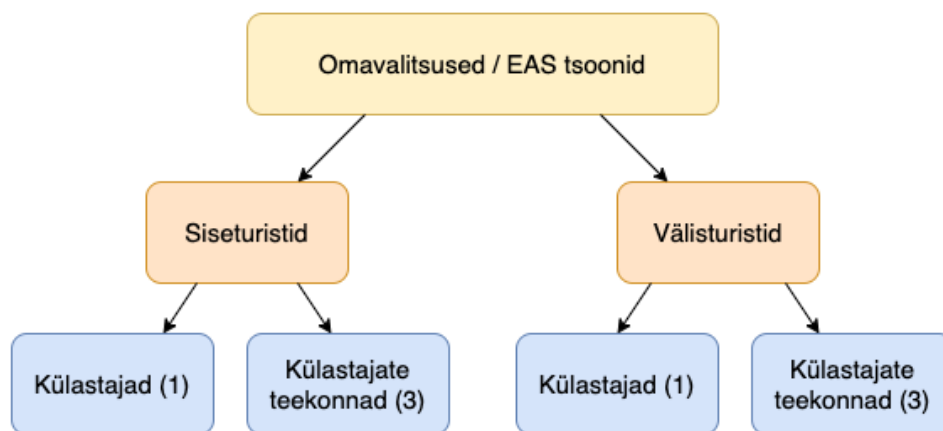 Omavalitsused / EAS tsoonid
Siseturistid
Välisturistid
Külastajad (1)
Külastajate
teekonnad (3)
Külastajad (1)
Külastajate
teekonnad (3)